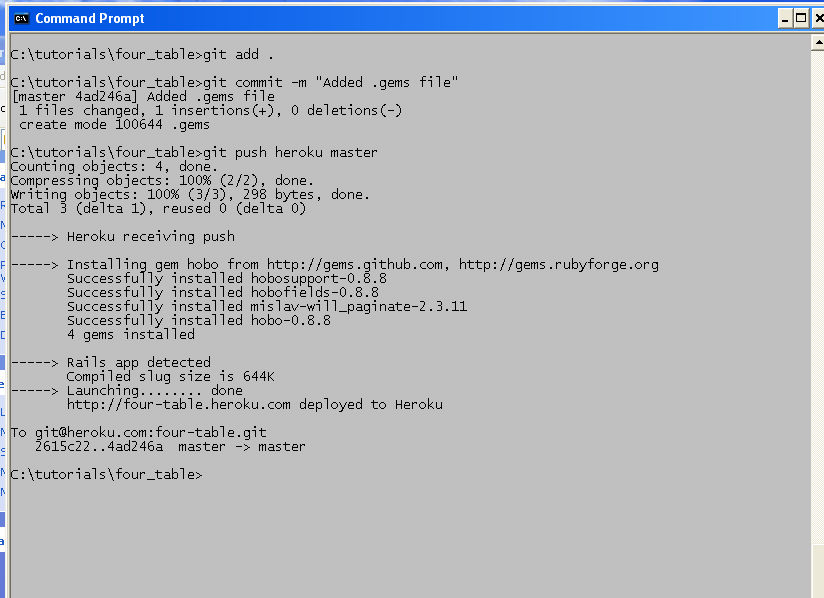 Command Prompt
C:\tutorials\four_table>git add .
C:\tutorials\four_table>git commit -m "Added .gems file"
[master 4ad246a] Added .gems file
 1 files changed, 1 insertions(+), 0 deletions(-)
 create mode 100644 .gems
C:\tutorials\four_table>git push heroku master
Counting objects: 4, done.
Compressing objects: 100% (2/2), done.
Writing objects: 100% (3/3), 298 bytes, done.
Total 3 (delta 1), reused 0 (delta 0)
-----> Heroku receiving push
-----> Installing gem hobo from http://gems.github.com, http://gems.rubyforge.org
       Successfully installed hobosupport-0.8.8
       Successfully installed hobofields-0.8.8
       Successfully installed mislav-will_paginate-2.3.11
       Successfully installed hobo-0.8.8
       4 gems installed
-----> Rails app detected
       Compiled slug size is 644K
-----> Launching........ done
       http://four-table.heroku.com deployed to Heroku
To git@heroku.com:four-table.git
   2615c22..4ad246a  master -> master
C:\tutorials\four_table>